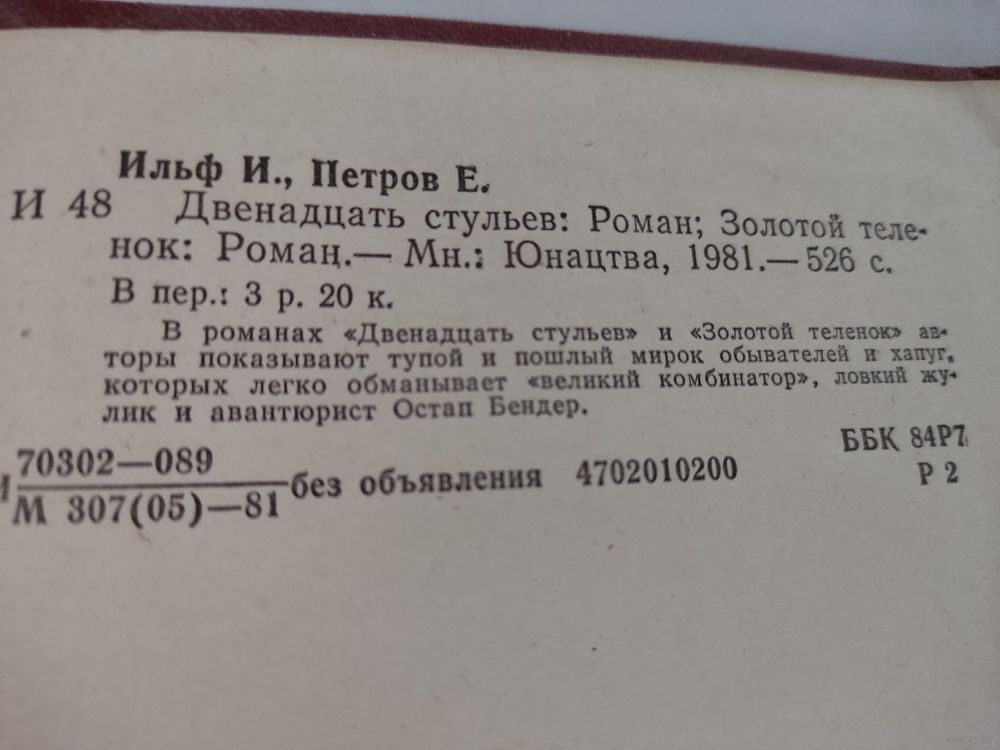 Ильф И., Петров Е.
И 48 Двенадцать стульев: Роман; Золотой теле-
нок: Роман.— Мн.: Юнацтва, 1981.— 526 с.
В пер.: 3 р. 20 к.
В романах «Двенадцать стульев» и «Золотой теленок» ав-
торы показывают тупой и пошлый мирок обывателей и хапуг,
которых легко обманывает «великий комбинатор», ловкий жу-
лик и авантюрист Остап Бендер.
ББК 84Р7
Р 2
И 70302—089
М 307(05)—81 без объявления 4702010200